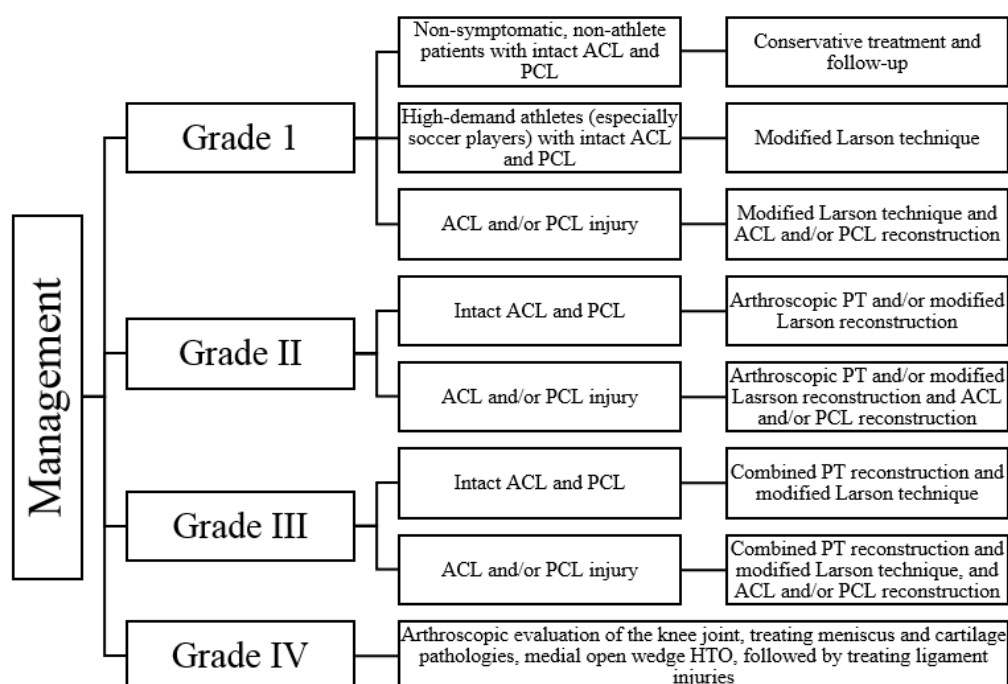 Management
Grade 1
Non-symptomatic, non-athlete
patients with intact ACL and
PCL
Conservative treatment and
follow-up
High-demand athletes (especially
soccer players) with intact ACL
and PCL
Modified Larson technique
ACL and/or PCL injury
Modified Larson technique and
ACL and/or PCL reconstruction
Grade II
Intact ACL and PCL
Arthroscopic PT and/or modified
Larson reconstruction
ACL and/or PCL injury
Arthroscopic PT and/or modified
Lasrson reconstruction and ACL
and/or PCL reconstruction
Grade III
Intact ACL and PCL
Combined PT reconstruction and
modified Larson technique
ACL and/or PCL injury
Combined PT reconstruction and
modified Larson technique, and
ACL and/or PCL reconstruction
Grade IV
Arthroscopic evaluation of the knee joint, treating meniscus and cartilage
pathologies, medial open wedge HTO, followed by treating ligament
injuries